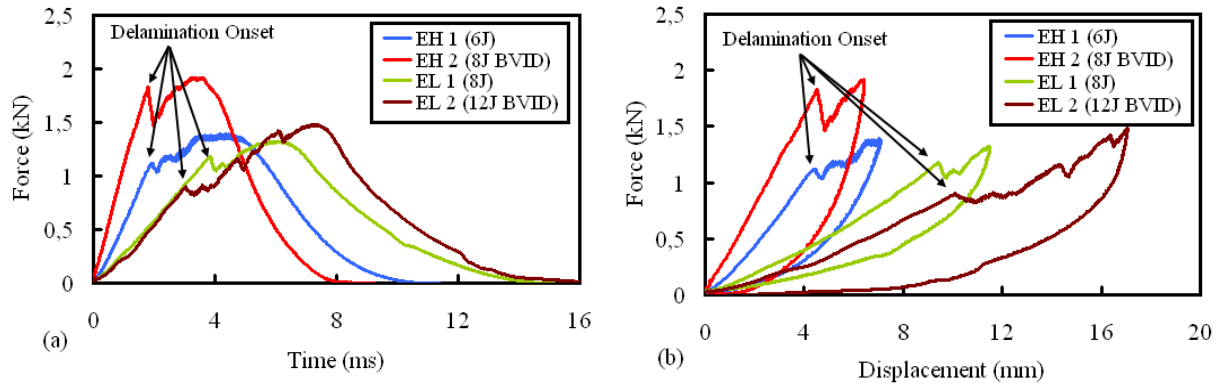 2,5
2
1,5
1
0,5
0
Force (kN)
Delamination Onset
EH 1 (6J)
EH 2 (8J BVID)
EL 1 (8J)
EL 2 (12J BVID)
0 4 8 12 16
Time (ms)
(a)
2,5
2
1,5
1
0,5
0
Force (kN)
Delamination Onset
EH 1 (6J)
EH 2 (8J BVID)
EL 1 (8J)
EL 2 (12J BVID)
0 4 8 12 16 20
Displacement (mm)
(b)